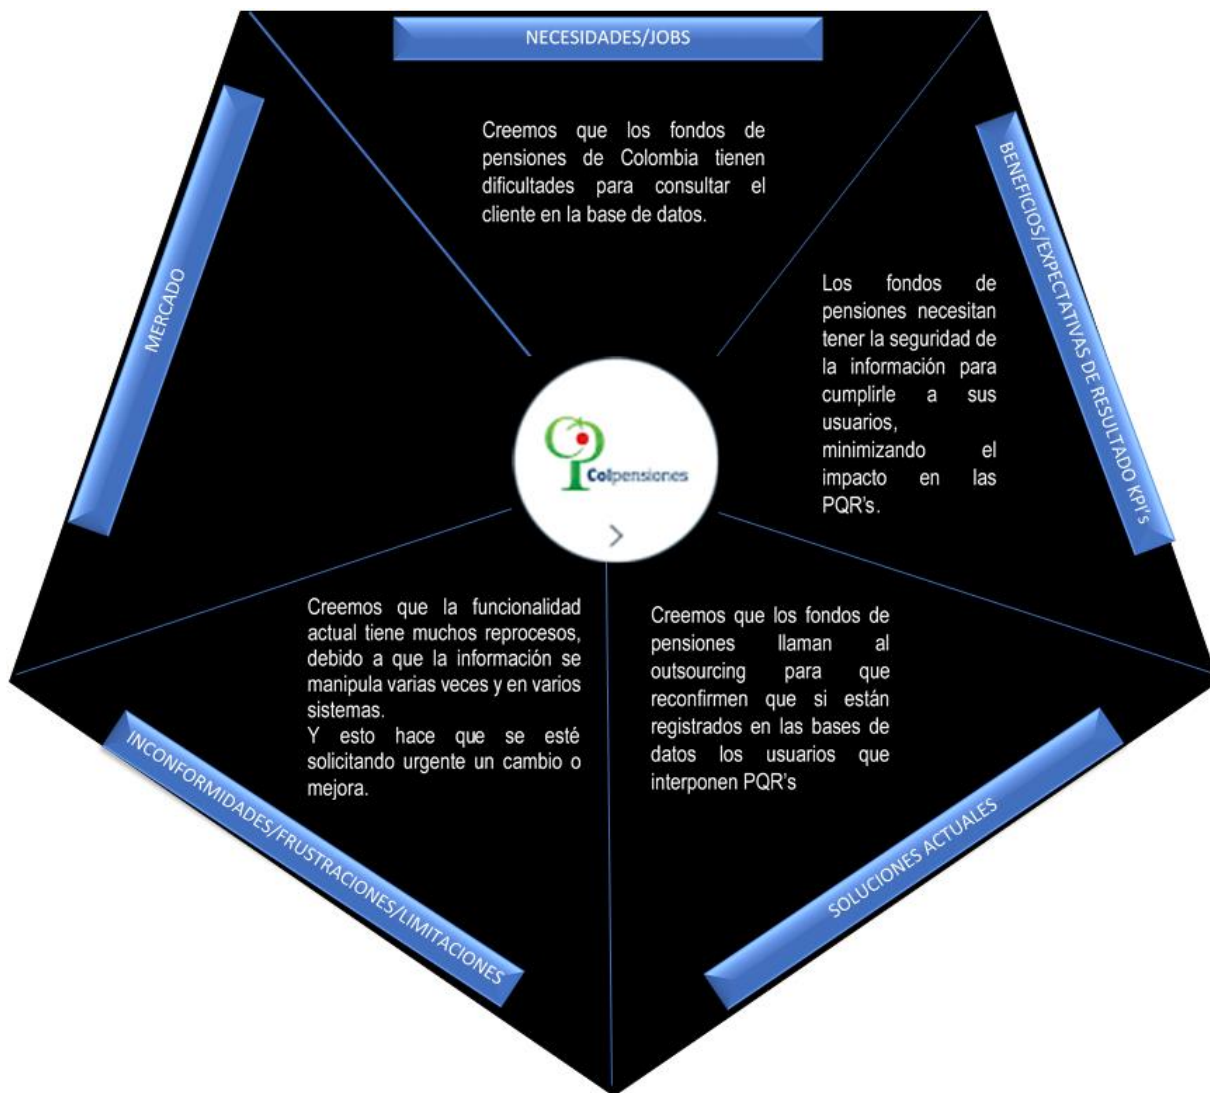 NECESIDADES/JOBS
Creemos que los fondos de
pensiones de Colombia tienen
dificultades para consultar el
cliente en la base de datos.
BENEFICIOS/EXPECTATIVAS DE RESULTADO KPI's
Los fondos de
pensiones necesitan
tener la seguridad de
la información para
cumplirle a sus
usuarios,
minimizando el
impacto en las
PQR's.
MERCADO
Colpensiones
Creemos que la funcionalidad
actual tiene muchos reprocesos,
debido a que la información se
manipula varias veces y en varios
sistemas.
Y esto hace que se esté
solicitando urgente un cambio o
mejora.
INCONFORMIDADES/FRUSTRACIONES/LIMITACIONES
Creemos que los fondos de
pensiones llaman al
outsourcing para que
reconfirmen que si están
registrados en las bases de
datos los usuarios que
interponen PQR's
SOLUCIONES ACTUALES